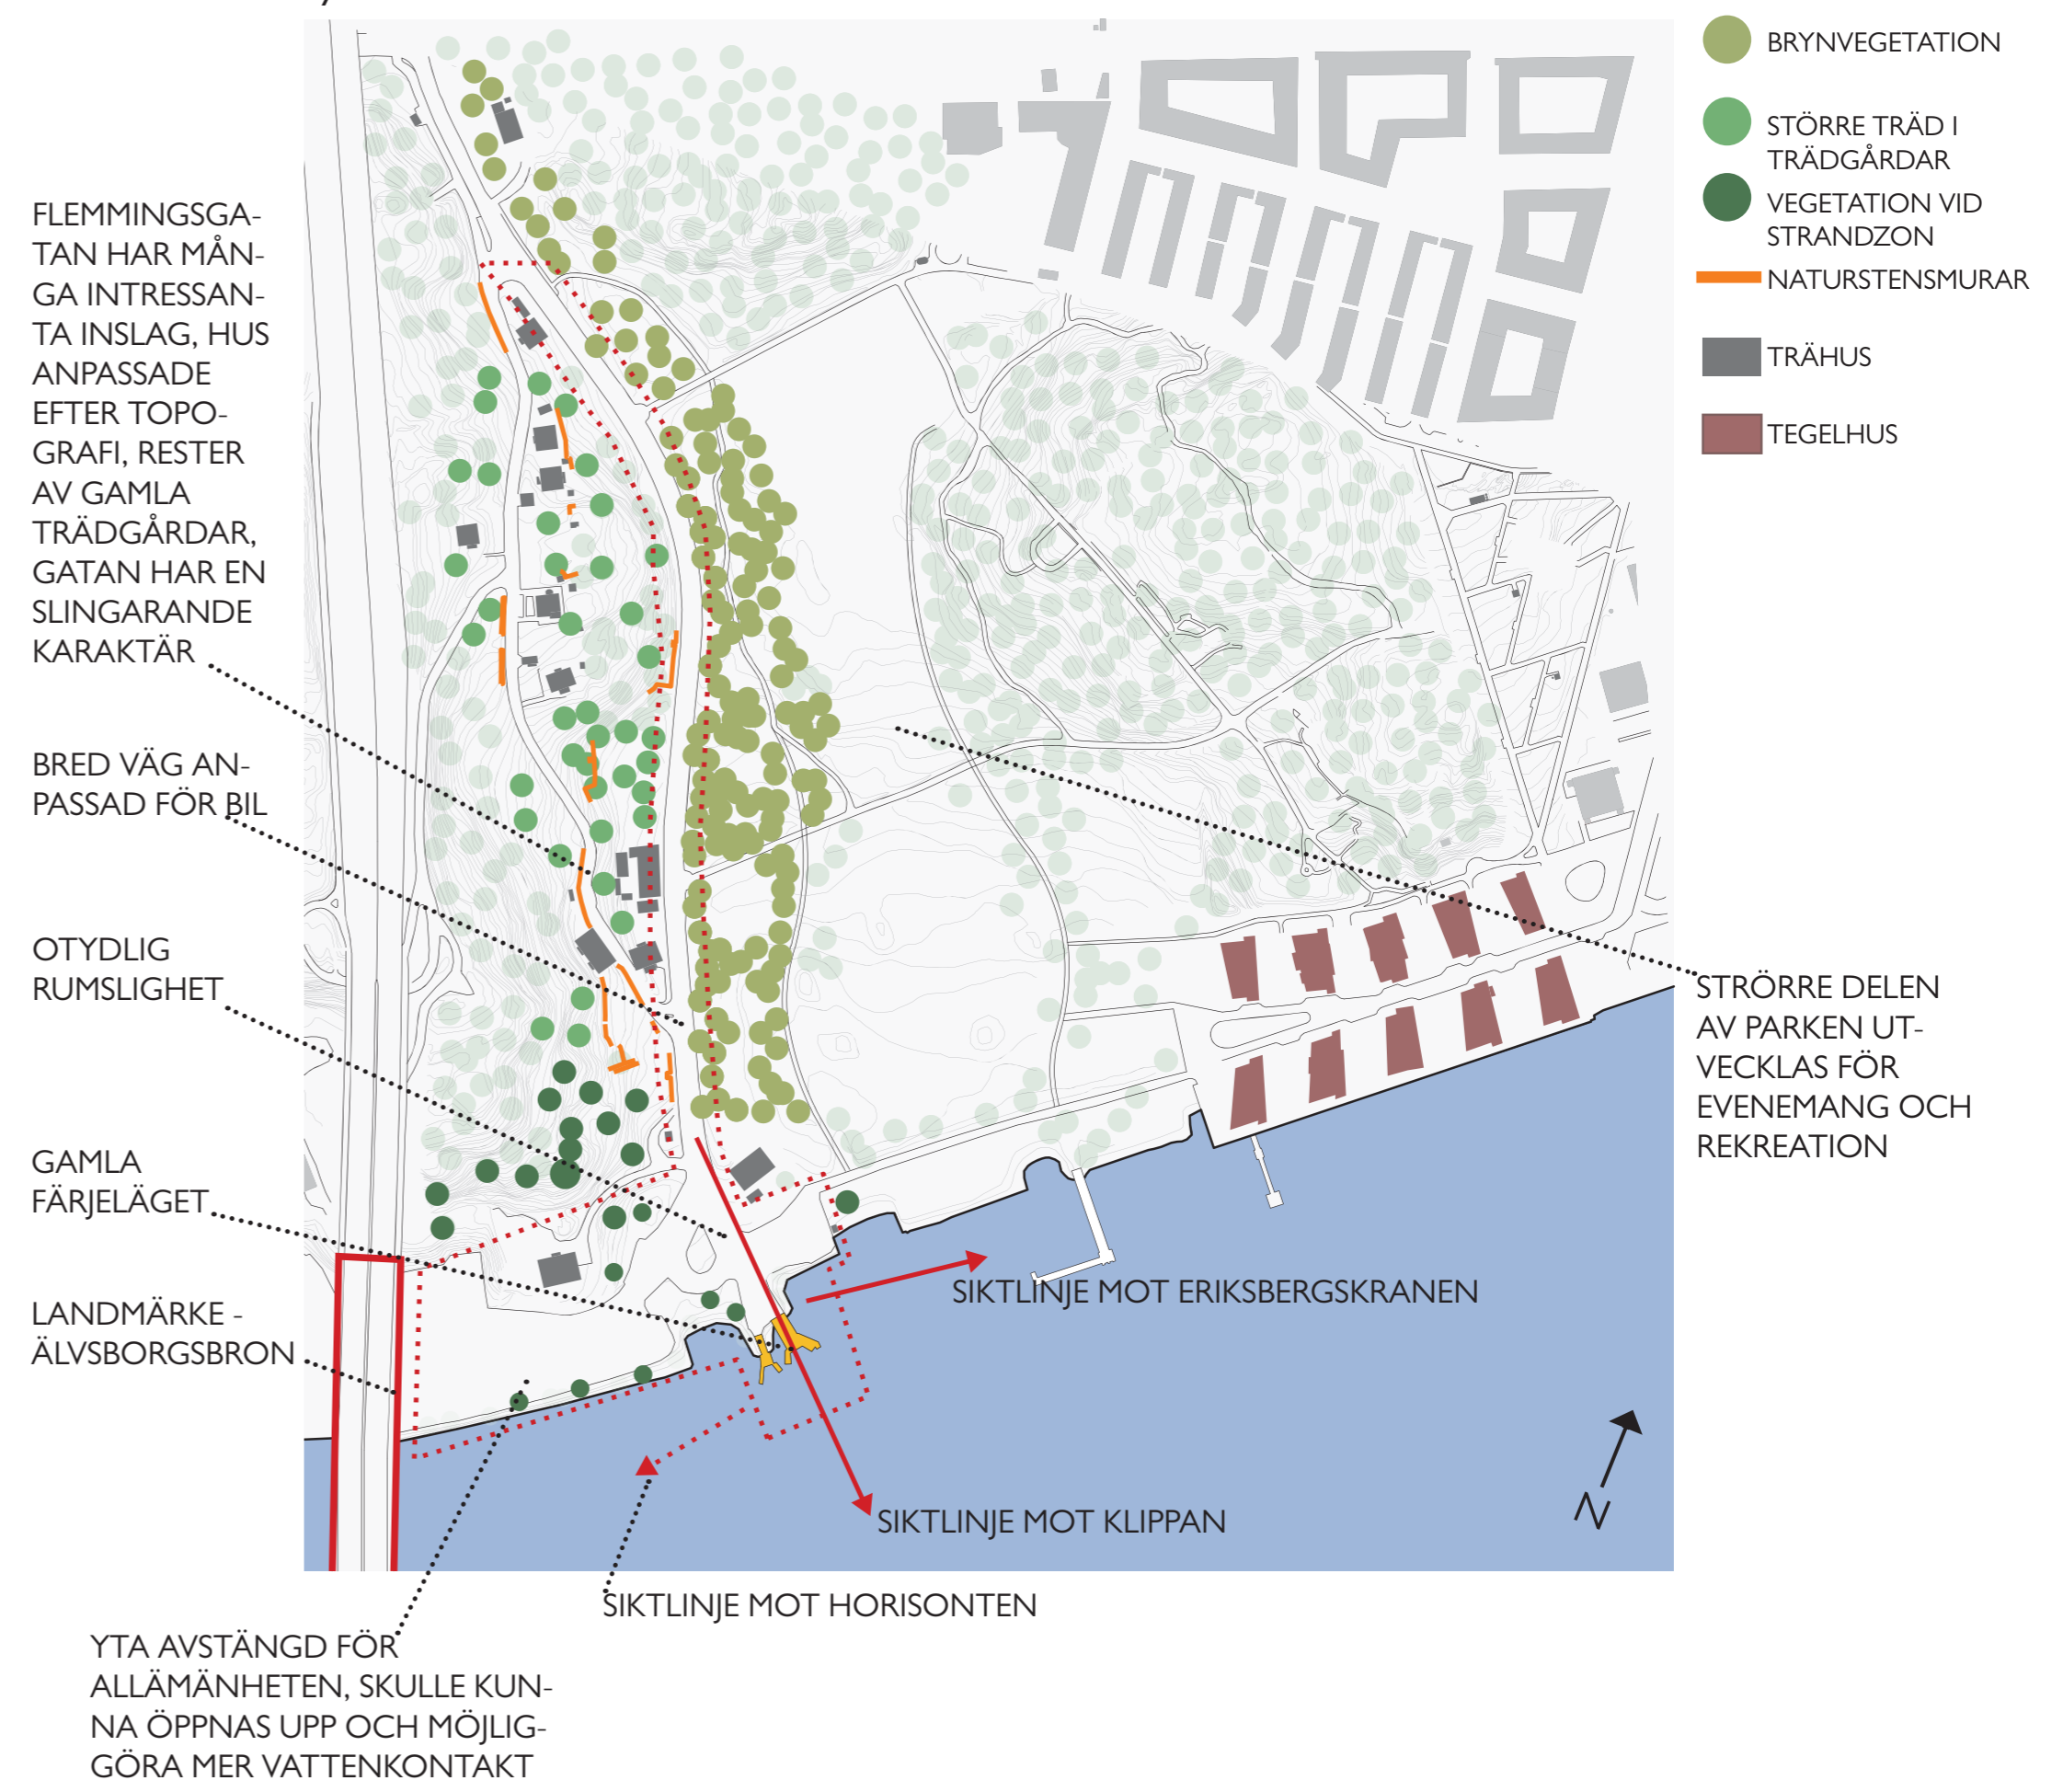 BRYNVEGETATION
STÖRRE TRÄD I
TRÄDGÅRDAR
VEGETATION VID
STRANDZON
NATURSTENSMURAR
TRÄHUS
TEGELHUS
FLEMMINGSGA-
TAN HAR MÅN-
GA INTRESSAN-
TA INSLAG, HUS
ANPASSADE
EFTER TOPO-
GRAFI, RESTER
AV GAMLA
TRÄDGÅRDAR,
GATAN HAR EN
SLINGARANDE
KARAKTÄR
BRED VÄG AN-
PASSAD FÖR BIL
OTYDLIG
RUMSLIGHET
GAMLA
FÄRJELÄGET
LANDMÄRKE -
ÄLVSBORGSBRON
STRÖRRE DELEN
AV PARKEN UT-
VECKLAS FÖR
EVENEMANG OCH
REKREATION
SIKTLINJE MOT ERIKSBERGSKRANEN
SIKTLINJE MOT KLIPPAN
N
SIKTLINJE MOT HORISONTEN
YTA AVSTÄNGD FÖR
ALLÄMÄNHETEN, SKULLE KUN-
NA ÖPPNAS UPP OCH MÖJLIG-
GÖRA MER VATTENKONTAKT